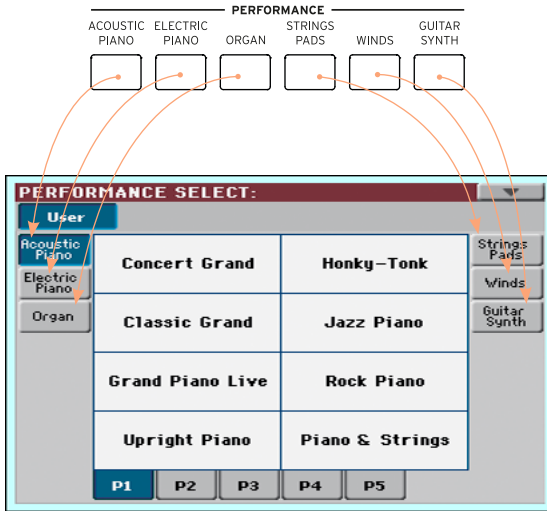 PERFORMANCE
ACOUSTIC PIANO
ELECTRIC PIANO
ORGAN
STRINGS PADS
WINDS
GUITAR SYNTH
PERFORMANCE SELECT:
User
Acoustic Piano
Electric Piano
Organ
Concert Grand
Honky-Tonk
Classic Grand
Jazz Piano
Grand Piano Live
Rock Piano
Upright Piano
Piano & Strings
Strings Pads
Winds
Guitar Synth
P1
P2
P3
P4
P5